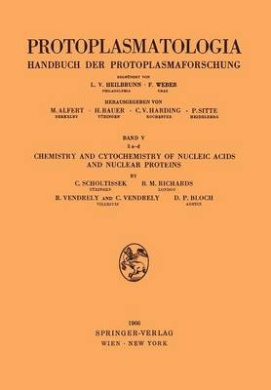 PROTOPLASMATOLOGIA
HANDBUCH DER PROTOPLASMAFORSCHUNG
BEGRÜNDET VON
L. V. HEILBRUNN · F. WEBER
PHILADELPHIA GRAZ
HERAUSGEGEBEN VON
M. ALFERT · H. BAUER · C. V. HARDING · P. SITTE
BERKELEY TÜBINGEN ROCHESTER HEIDELBERG
BAND V
3 a-d
CHEMISTRY AND CYTOCHEMISTRY OF NUCLEIC ACIDS
AND NUCLEAR PROTEINS
BY
C. SCHOLTISSEK B. M. RICHARDS
TÜBINGEN LONDON
R. VENDRELY AND C. VENDRELY D. P. BLOCH
VILLEJUIF AUSTIN
1966
SPRINGER-VERLAG
WIEN · NEW YORK